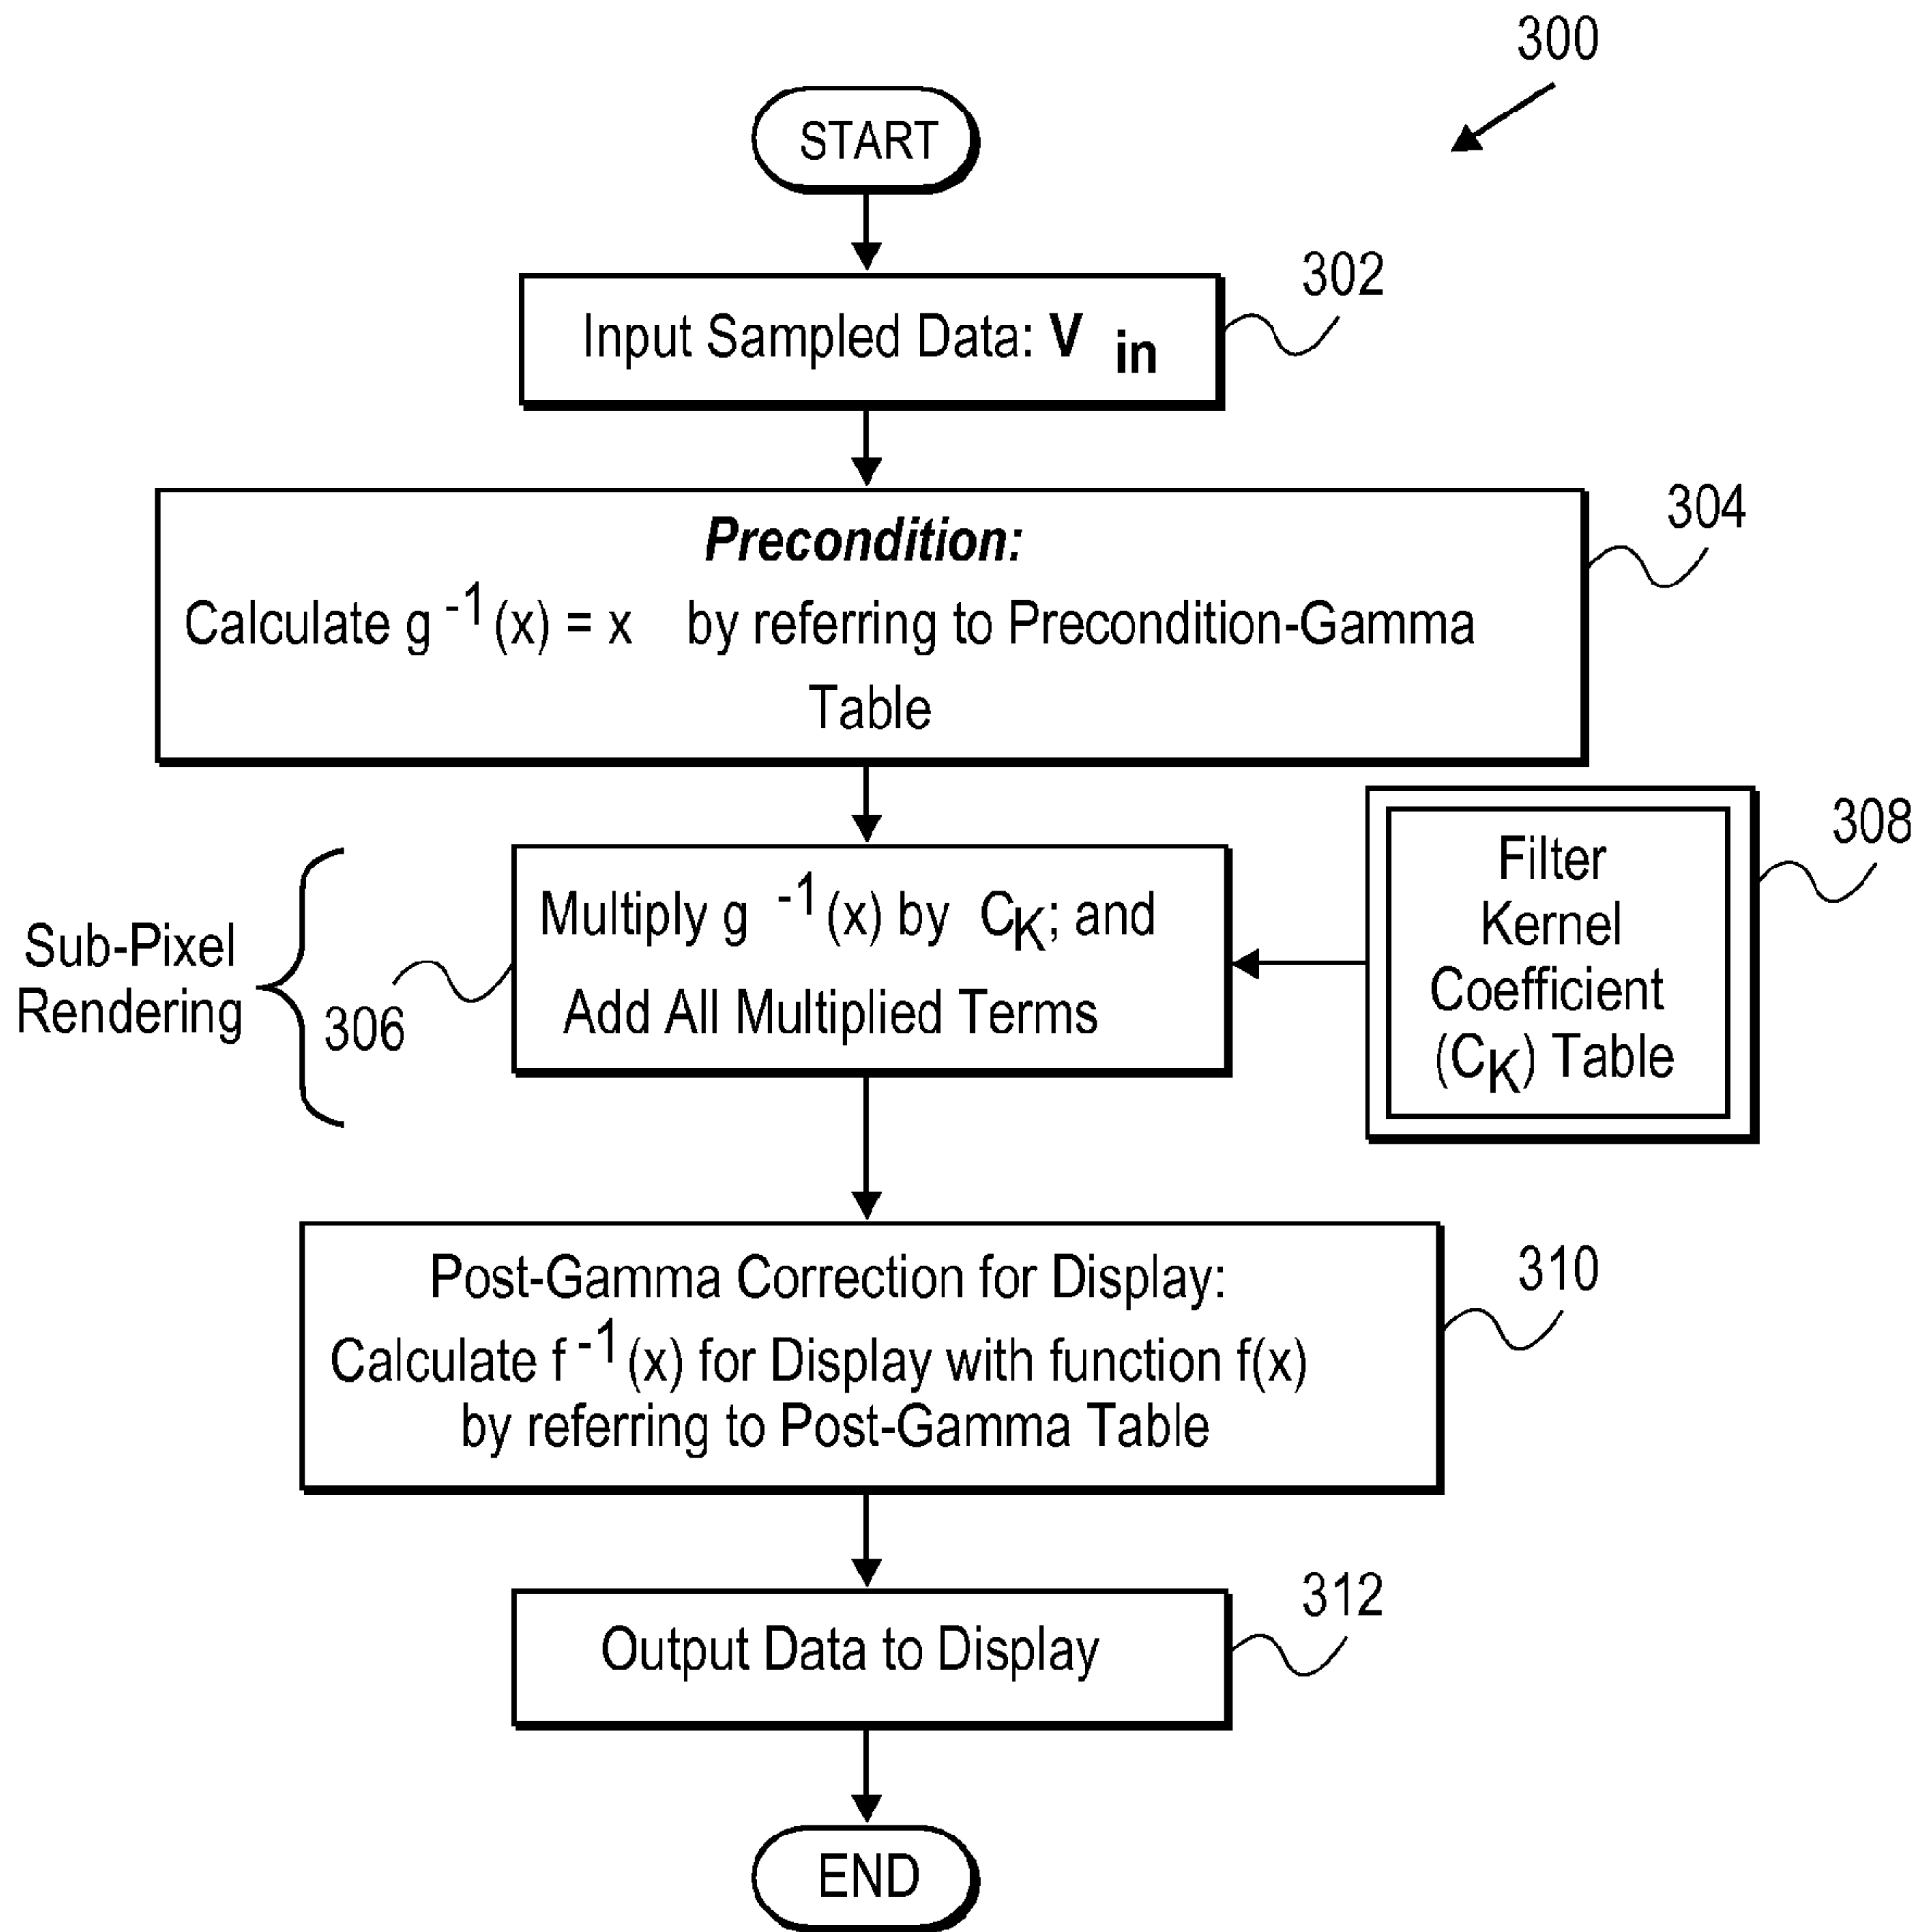 300
START
302
Input Sampled Data: V in
304
Precondition:
Calculate g -1 (x) = x by referring to Precondition-Gamma
Table
308
Filter
Kernel
Coefficient
(CK) Table
Sub-Pixel
Rendering
306
Multiply g -1 (x) by CK; and
Add All Multiplied Terms
310
Post-Gamma Correction for Display:
Calculate f -1 (x) for Display with function f(x)
by referring to Post-Gamma Table
312
Output Data to Display
END